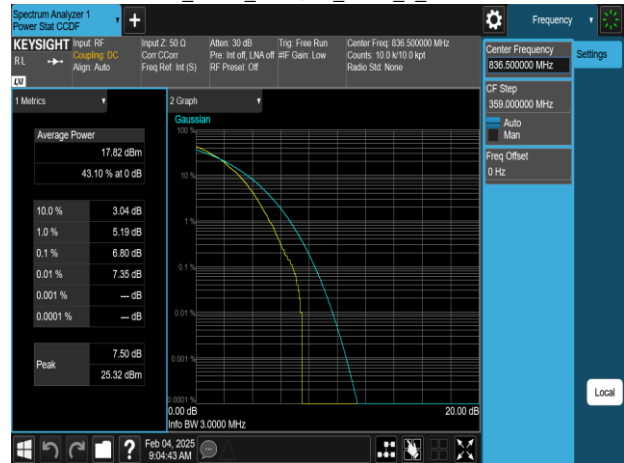 Spectrum Analyzer 1
Power Stat CCDF
Frequency
KEYSIGHT
RL
LXI
Input: RF
Coupling: DC
Align: Auto
Input Z: 50 Ω
Corr CCorr
Freq Ref: Int (S)
Atten: 30 dB
Pre: Int off, LNA off
RF Presel: Off
Trig: Free Run
#IF Gain: Low
Center Freq: 836.500000 MHz
Counts: 10.0 k/10.0 kpt
Radio Std: None
Center Frequency
836.500000 MHz
Settings
CF Step
359.000000 MHz
Auto
Man
Freq Offset
0 Hz
Local
1 Metrics
Average Power
17.82 dBm
43.10 % at 0 dB
10.0 % 3.04 dB
1.0 % 5.19 dB
0.1 % 6.80 dB
0.01 % 7.35 dB
0.001 % --- dB
0.0001 % --- dB
Peak
7.50 dB
25.32 dBm
2 Graph
Gaussian
100 %
10 %
1 %
0.1 %
0.01 %
0.001 %
0.0001 %
0.00 dB 20.00 dB
Info BW 3.0000 MHz
?
Feb 04, 2025
9:04:43 AM